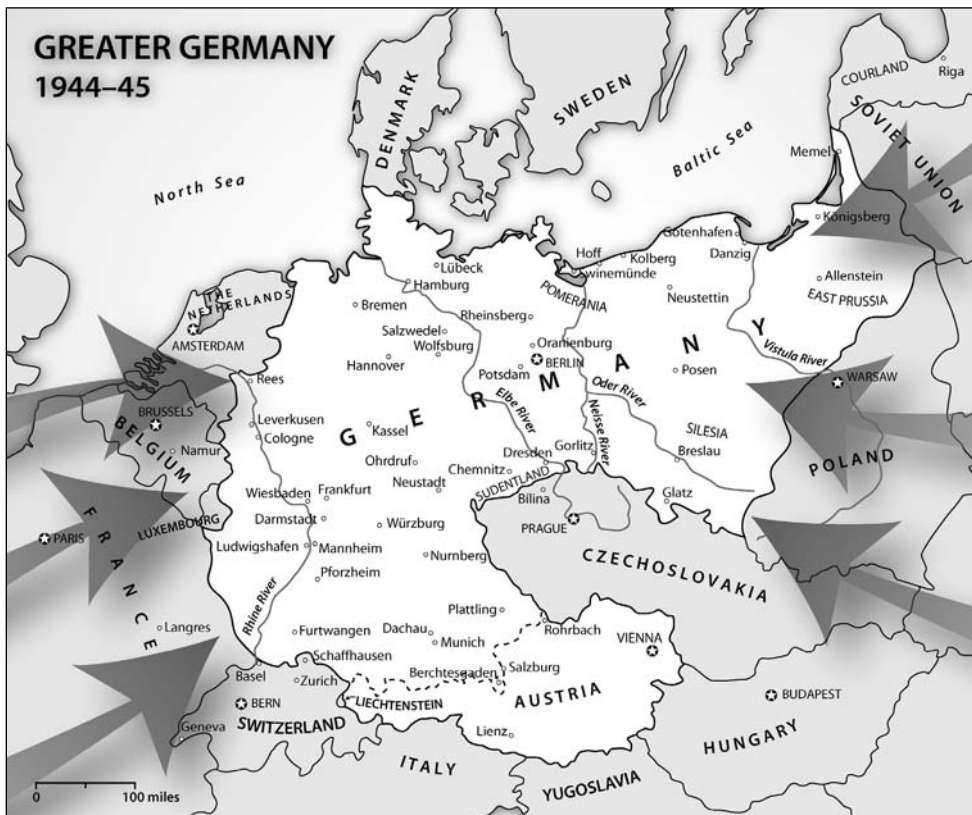 GREATER GERMANY
1944–45
COURLAND
Riga
SOVIET UNION
DENMARK
SWEDEN
Baltic Sea
North Sea
Memel
Königsberg
Gotenhafen
Danzig
Hoff
Kolberg
Swinemünde
Lübeck
Hamburg
Allenstein
Neustettin
POMERANIA
EAST PRUSSIA
THE
NETHERLANDS
Bremen
Rheinsberg
Salzwedel
Wolfsburg
Oranienburg
BERLIN
AMSTERDAM
Hannover
Potsdam
Posen
Vistula River
WARSAW
Rees
GERMANY
Elbe River
Oder River
Neisse River
BRUSSELS
BELGIUM
Leverkusen
Cologne
Kassel
SILESIA
Namur
Ohrdruf
Chemnitz
Dresden
Gorlitz
Breslau
POLAND
Neustadt
SUDENTLAND
Bílina
Glatz
Wiesbaden
Frankfurt
PRAGUE
LUXEMBOURG
Darmstadt
Würzburg
PARIS
FRANCE
Ludwigshafen
Mannheim
Nurnberg
CZECHOSLOVAKIA
Pforzheim
Rhine River
Plattling
Rohrbach
Langres
Furtwangen
Dachau
Munich
VIENNA
Schaffhausen
Basel
Zurich
Berchtesgaden
Salzburg
AUSTRIA
LIECHTENSTEIN
BERN
SWITZERLAND
BUDAPEST
Geneva
Lienz
HUNGARY
ITALY
YUGOSLAVIA
0 100 miles